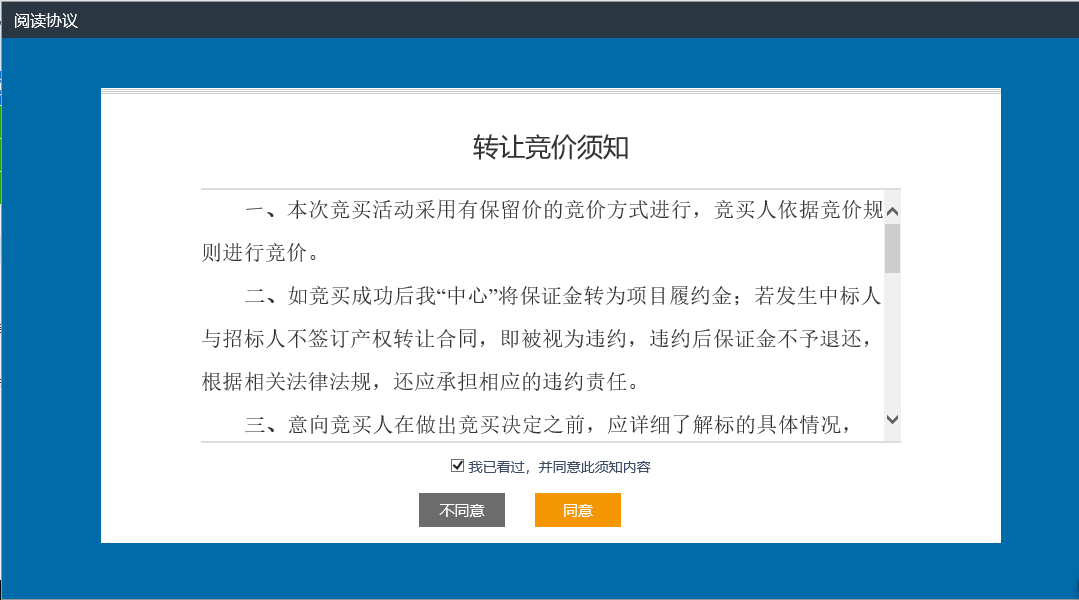 阅读协议
转让竞价须知
一、本次竞买活动采用有保留价的竞价方式进行，竞买人依据竞价规
则进行竞价。
二、如竞买成功后我“中心”将保证金转为项目履约金；若发生中标人
与招标人不签订产权转让合同，即被视为违约，违约后保证金不予退还，
根据相关法律法规，还应承担相应的违约责任。
三、意向竞买人在做出竞买决定之前，应详细了解标的具体情况，
我已看过，并同意此须知内容
不同意 同意